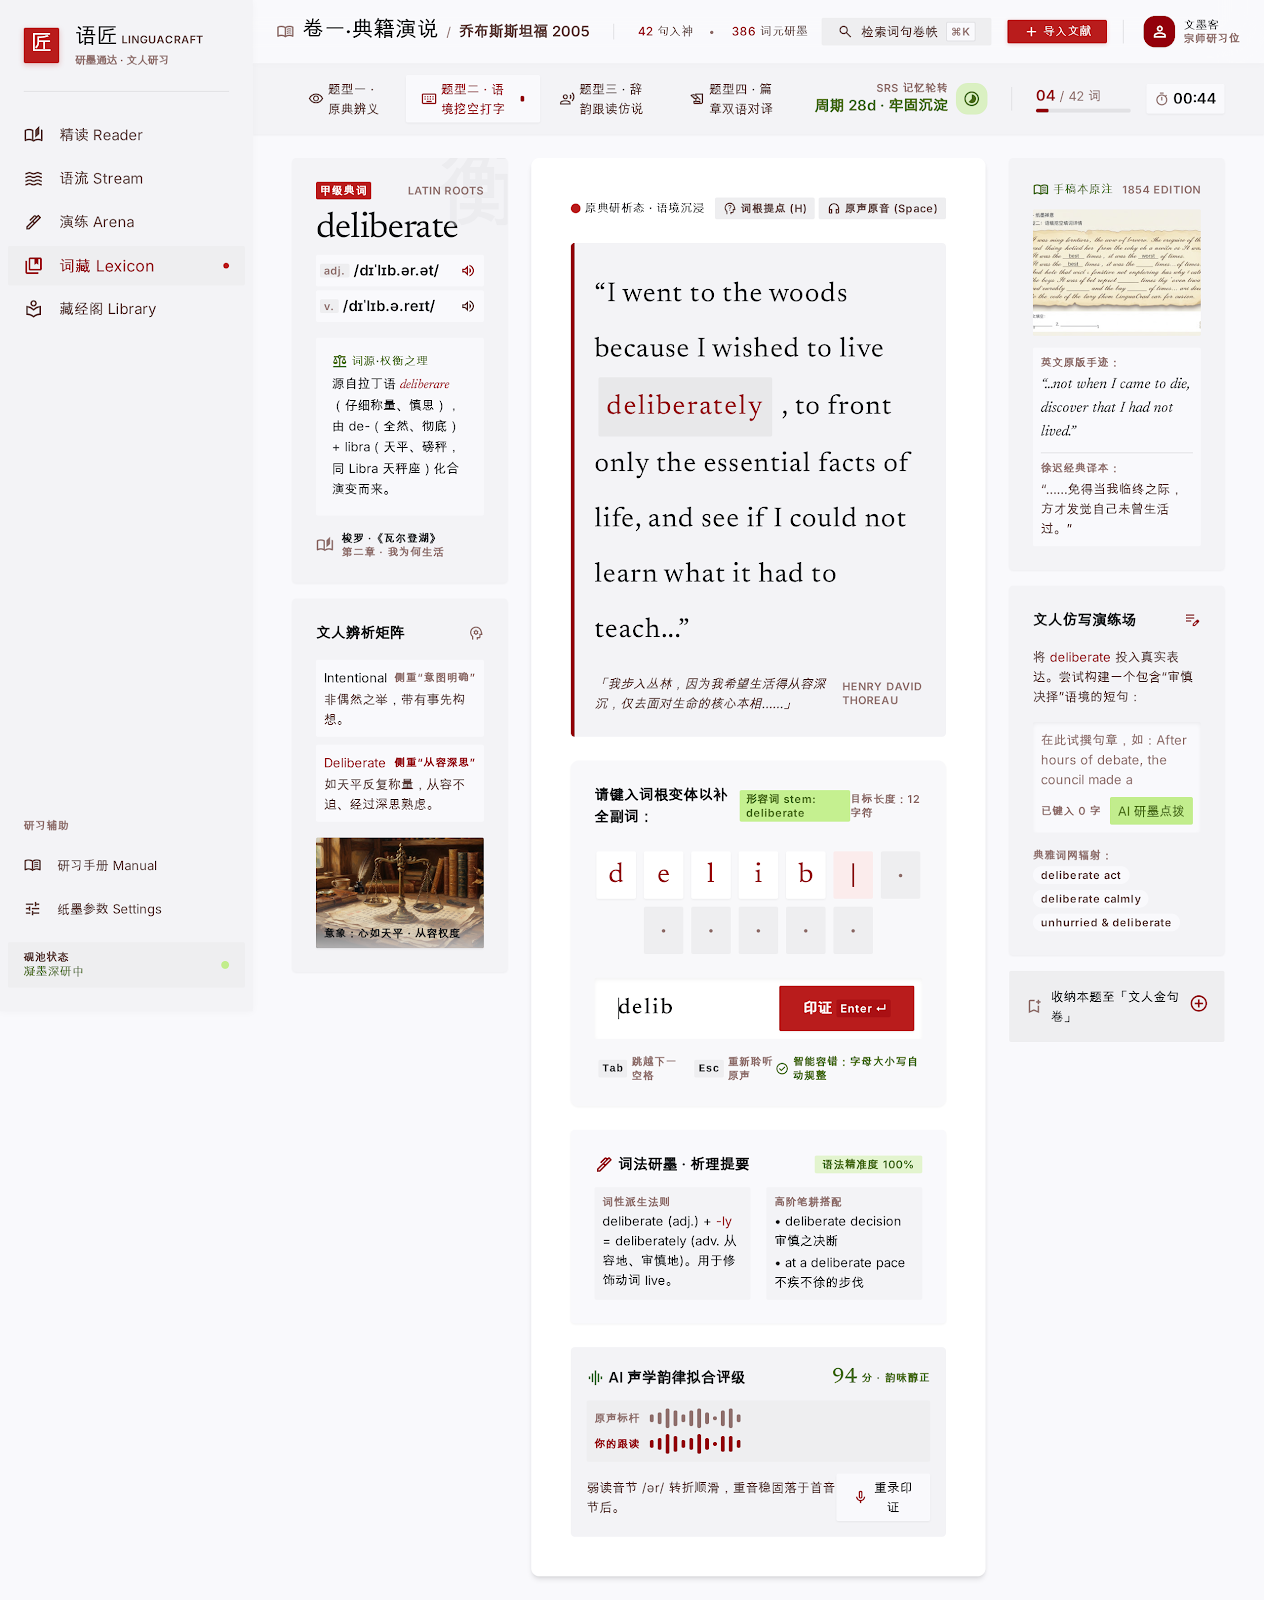 匠
语匠 LINGUACRAFT
研墨通达 · 文人研习
精读 Reader
语流 Stream
演练 Arena
词藏 Lexicon
藏经阁 Library
研习辅助
研习手册 Manual
纸墨参数 Settings
砚池状态
凝墨深研中
卷一·典籍演说 / 乔布斯斯坦福 2005
42 句入神 • 386 词元研墨
检索词句卷帙 ⌘K
+ 导入文献
文墨客
宗师研习位
题型一 ·
原典辨义
题型二 · 语
境挖空打字
题型三 · 辞
韵跟读仿说
题型四 · 篇
章双语对译
SRS 记忆轮转
周期 28d · 牢固沉淀
04 / 42 词
00:44
衡
甲级典词
LATIN ROOTS
deliberate
adj. /dɪˈlɪb.ər.ət/
v. /dɪˈlɪb.ə.reɪt/
词源·权衡之理
源自拉丁语 deliberare
（仔细称量、慎思），
由 de-（全然、彻底）
+ libra（天平、磅秤，
同 Libra 天秤座）化合
演变而来。
梭罗 ·《瓦尔登湖》
第二章 · 我为何生活
文人辨析矩阵
Intentional 侧重“意图明确”
非偶然之举，带有事先构
想。
Deliberate 侧重“从容深思”
如天平反复称量，从容不
迫、经过深思熟虑。
意象：心如天平 · 从容权度
原典研析态 · 语境沉浸
词根提点 (H)
原声原音 (Space)
“I went to the woods
because I wished to live
deliberately , to front
only the essential facts of
life, and see if I could not
learn what it had to
teach...”
「我步入丛林，因为我希望生活得从容深
沉，仅去面对生命的核心本相……」
HENRY DAVID
THOREAU
请键入词根变体以补
全副词：
形容词 stem:
deliberate
目标长度：12
字符
d e l i b | •
• • • • •
delib
印证 Enter ↵
Tab 跳越下一
空格
Esc 重新聆听
原声
智能容错：字母大小写自
动规整
词法研墨 · 析理提要
语法精准度 100%
词性派生法则
deliberate (adj.) + -ly
= deliberately (adv. 从
容地、审慎地)。用于修
饰动词 live。
高阶笔耕搭配
• deliberate decision
审慎之决断
• at a deliberate pace
不疾不徐的步伐
AI 声学韵律拟合评级
94 分 · 韵味醇正
原声标杆
你的跟读
弱读音节 /ər/ 转折顺滑，重音稳固落于首音
节后。
重录印
证
手稿本原注
1854 EDITION
英文原版手迹：
“...not when I came to die,
discover that I had not
lived.”
徐迟经典译本：
“……免得当我临终之际，
方才发觉自己未曾生活
过。”
文人仿写演练场
将 deliberate 投入真实表
达。尝试构建一个包含“审慎
决择”语境的短句：
在此试撰句章，如：After
hours of debate, the
council made a
已键入 0 字
AI 研墨点拨
典雅词网辐射：
deliberate act
deliberate calmly
unhurried & deliberate
收纳本题至「文人金句
卷」